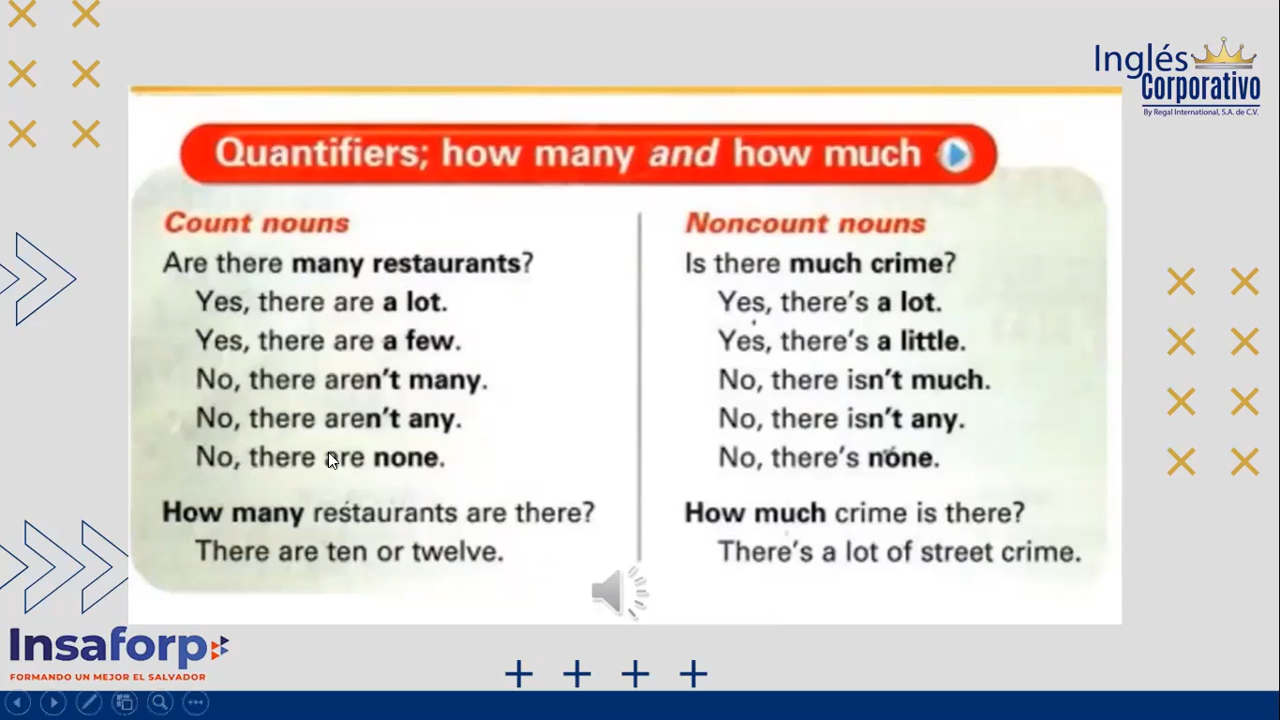 Inglés
Corporativo
By Regal International, S.A. de C.V.
Quantifiers; how many and how much
Count nouns
Are there many restaurants?
Yes, there are a lot.
Yes, there are a few.
No, there aren't many.
No, there aren't any.
No, there are none.
How many restaurants are there?
There are ten or twelve.
Noncount nouns
Is there much crime?
Yes, there's a lot.
Yes, there's a little.
No, there isn't much.
No, there isn't any.
No, there's none.
How much crime is there?
There's a lot of street crime.
Insaforp
FORMANDO UN MEJOR EL SALVADOR